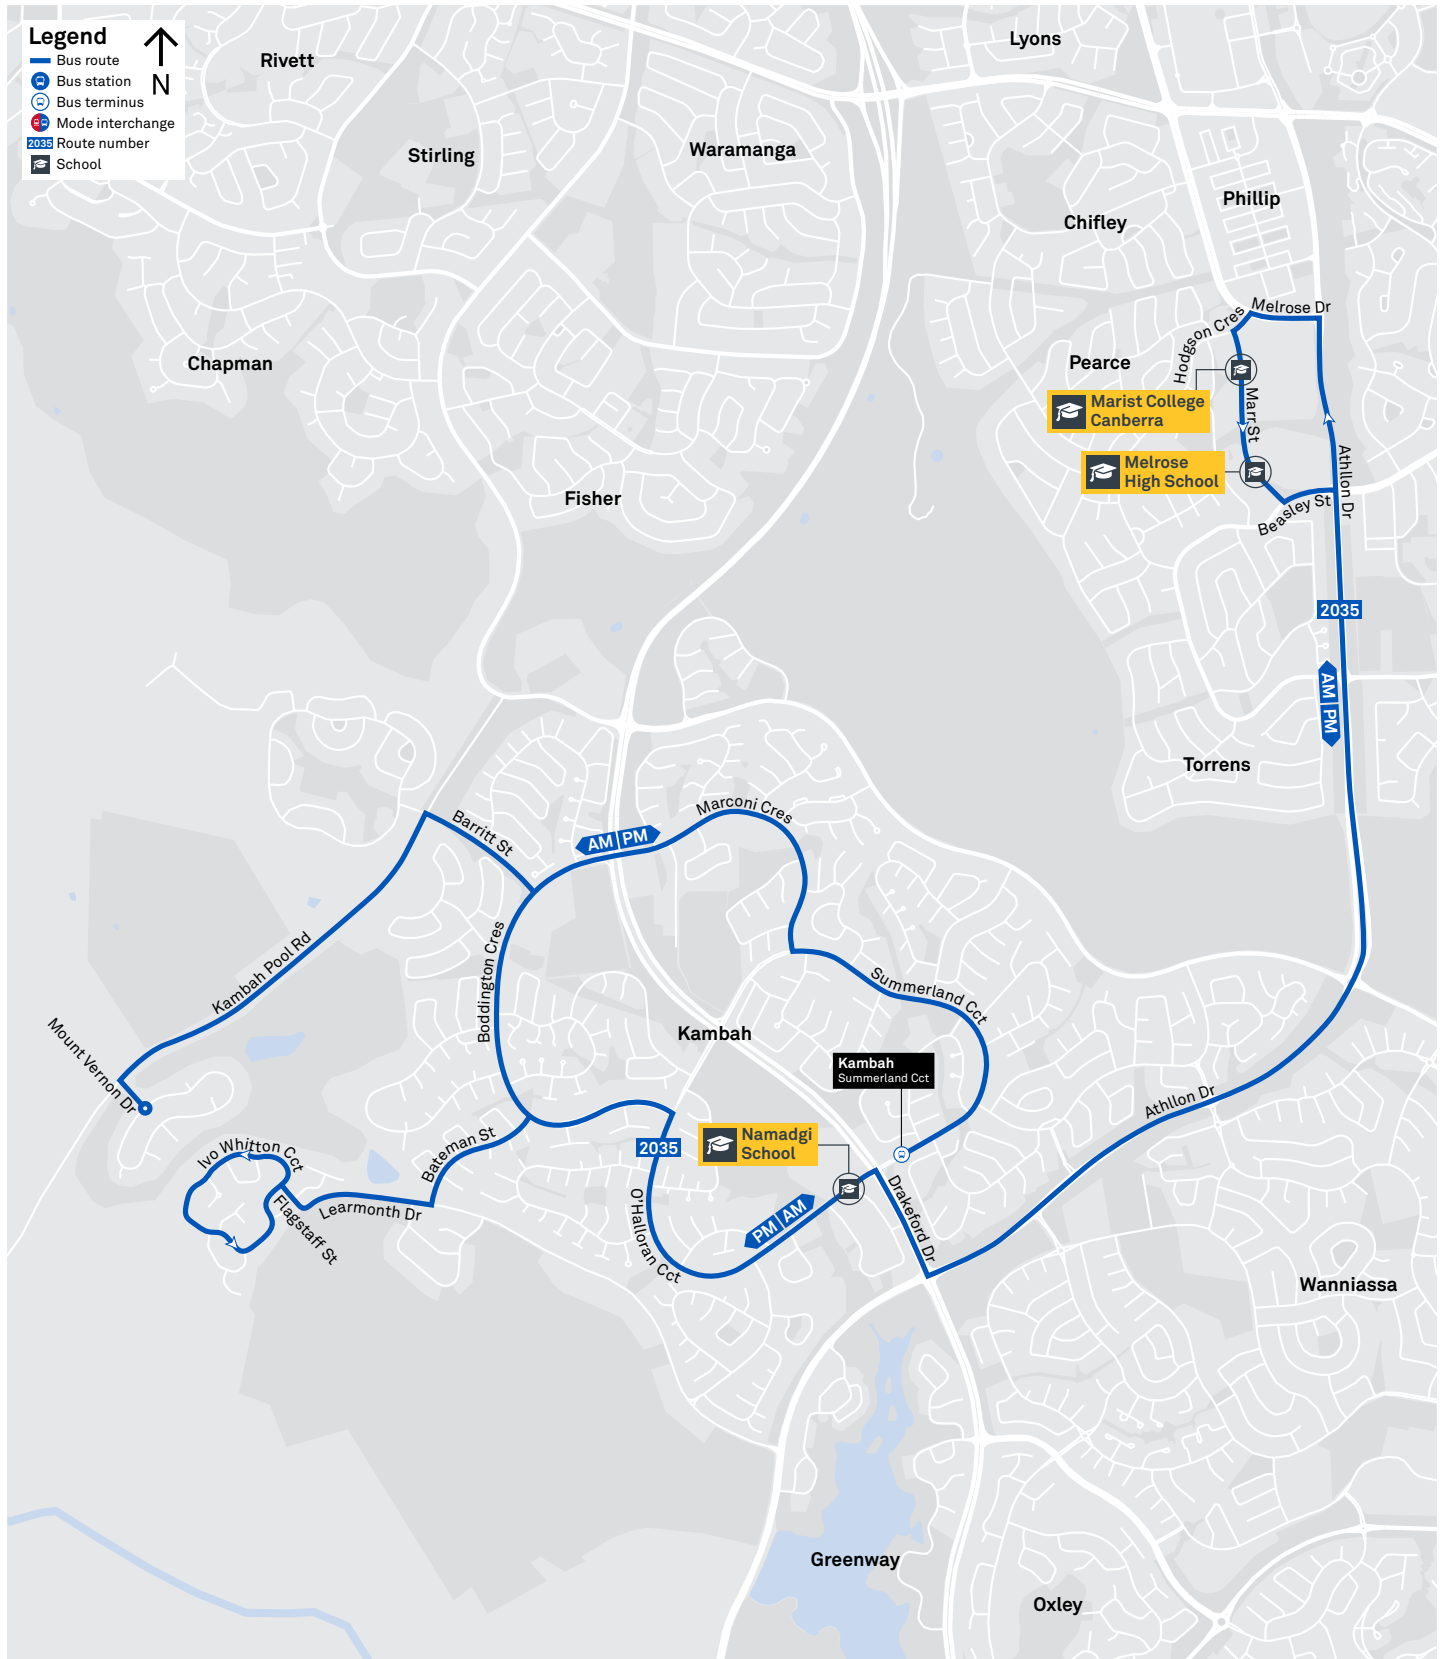 Legend
N
Bus route
Bus station
Bus terminus
Mode interchange
2035 Route number
School
Rivett
Lyons
Stirling
Waramanga
Phillip
Chifley
Melrose Dr
Hodgson Cres
Chapman
Pearce
Marist College
Canberra
Marr St
Melrose
High School
Athllon Dr
Beasley St
Fisher
2035
AM PM
Torrens
Marconi Cres
Barritt St
AM PM
Boddington Cres
Kambah Pool Rd
Summerland Cct
Kambah
Mount Vernon Dr
Kambah
Summerland Cct
Athllon Dr
Namadgi
School
2035
Bateman St
Ivo Whitton Cct
Flagstaff St
Learmonth Dr
O'Halloran Cct
PM AM
Drakeford Dr
Wanniassa
Greenway
Oxley